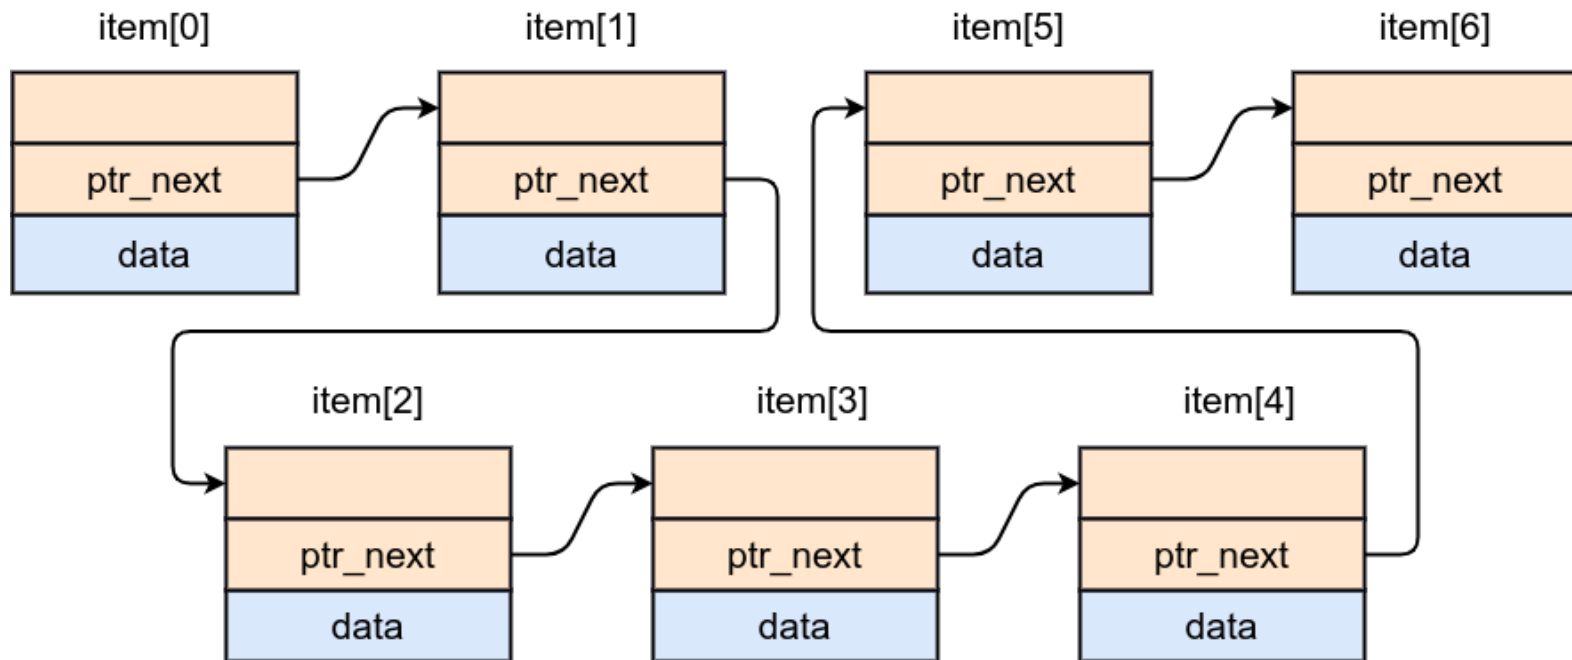 item[0] item[1] item[5] item[6]
ptr_next ptr_next ptr_next ptr_next
data data data data
item[2] item[3] item[4]
ptr_next ptr_next ptr_next
data data data